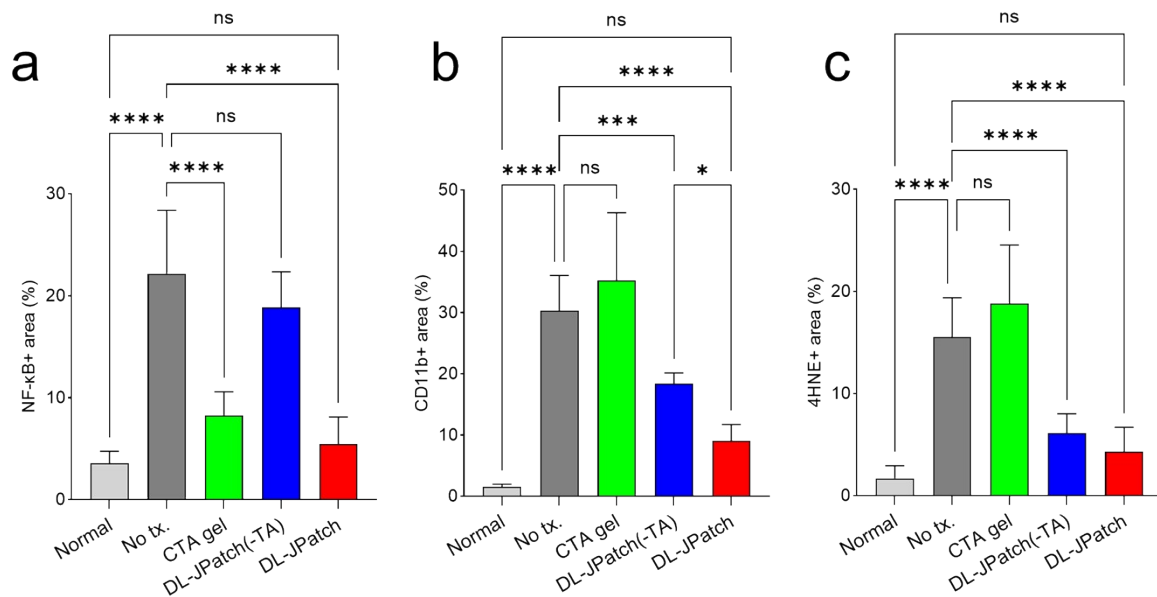 a
ns
****
****
ns
****
NF-κB+ area (%)
30
20
10
0
Normal
No tx.
CTA gel
DL-JPatch(-TA)
DL-JPatch
b
ns
****
***
****
ns
*
CD11b+ area (%)
50
40
30
20
10
0
Normal
No tx.
CTA gel
DL-JPatch(-TA)
DL-JPatch
c
ns
****
****
****
ns
4HNE+ area (%)
30
20
10
0
Normal
No tx.
CTA gel
DL-JPatch(-TA)
DL-JPatch